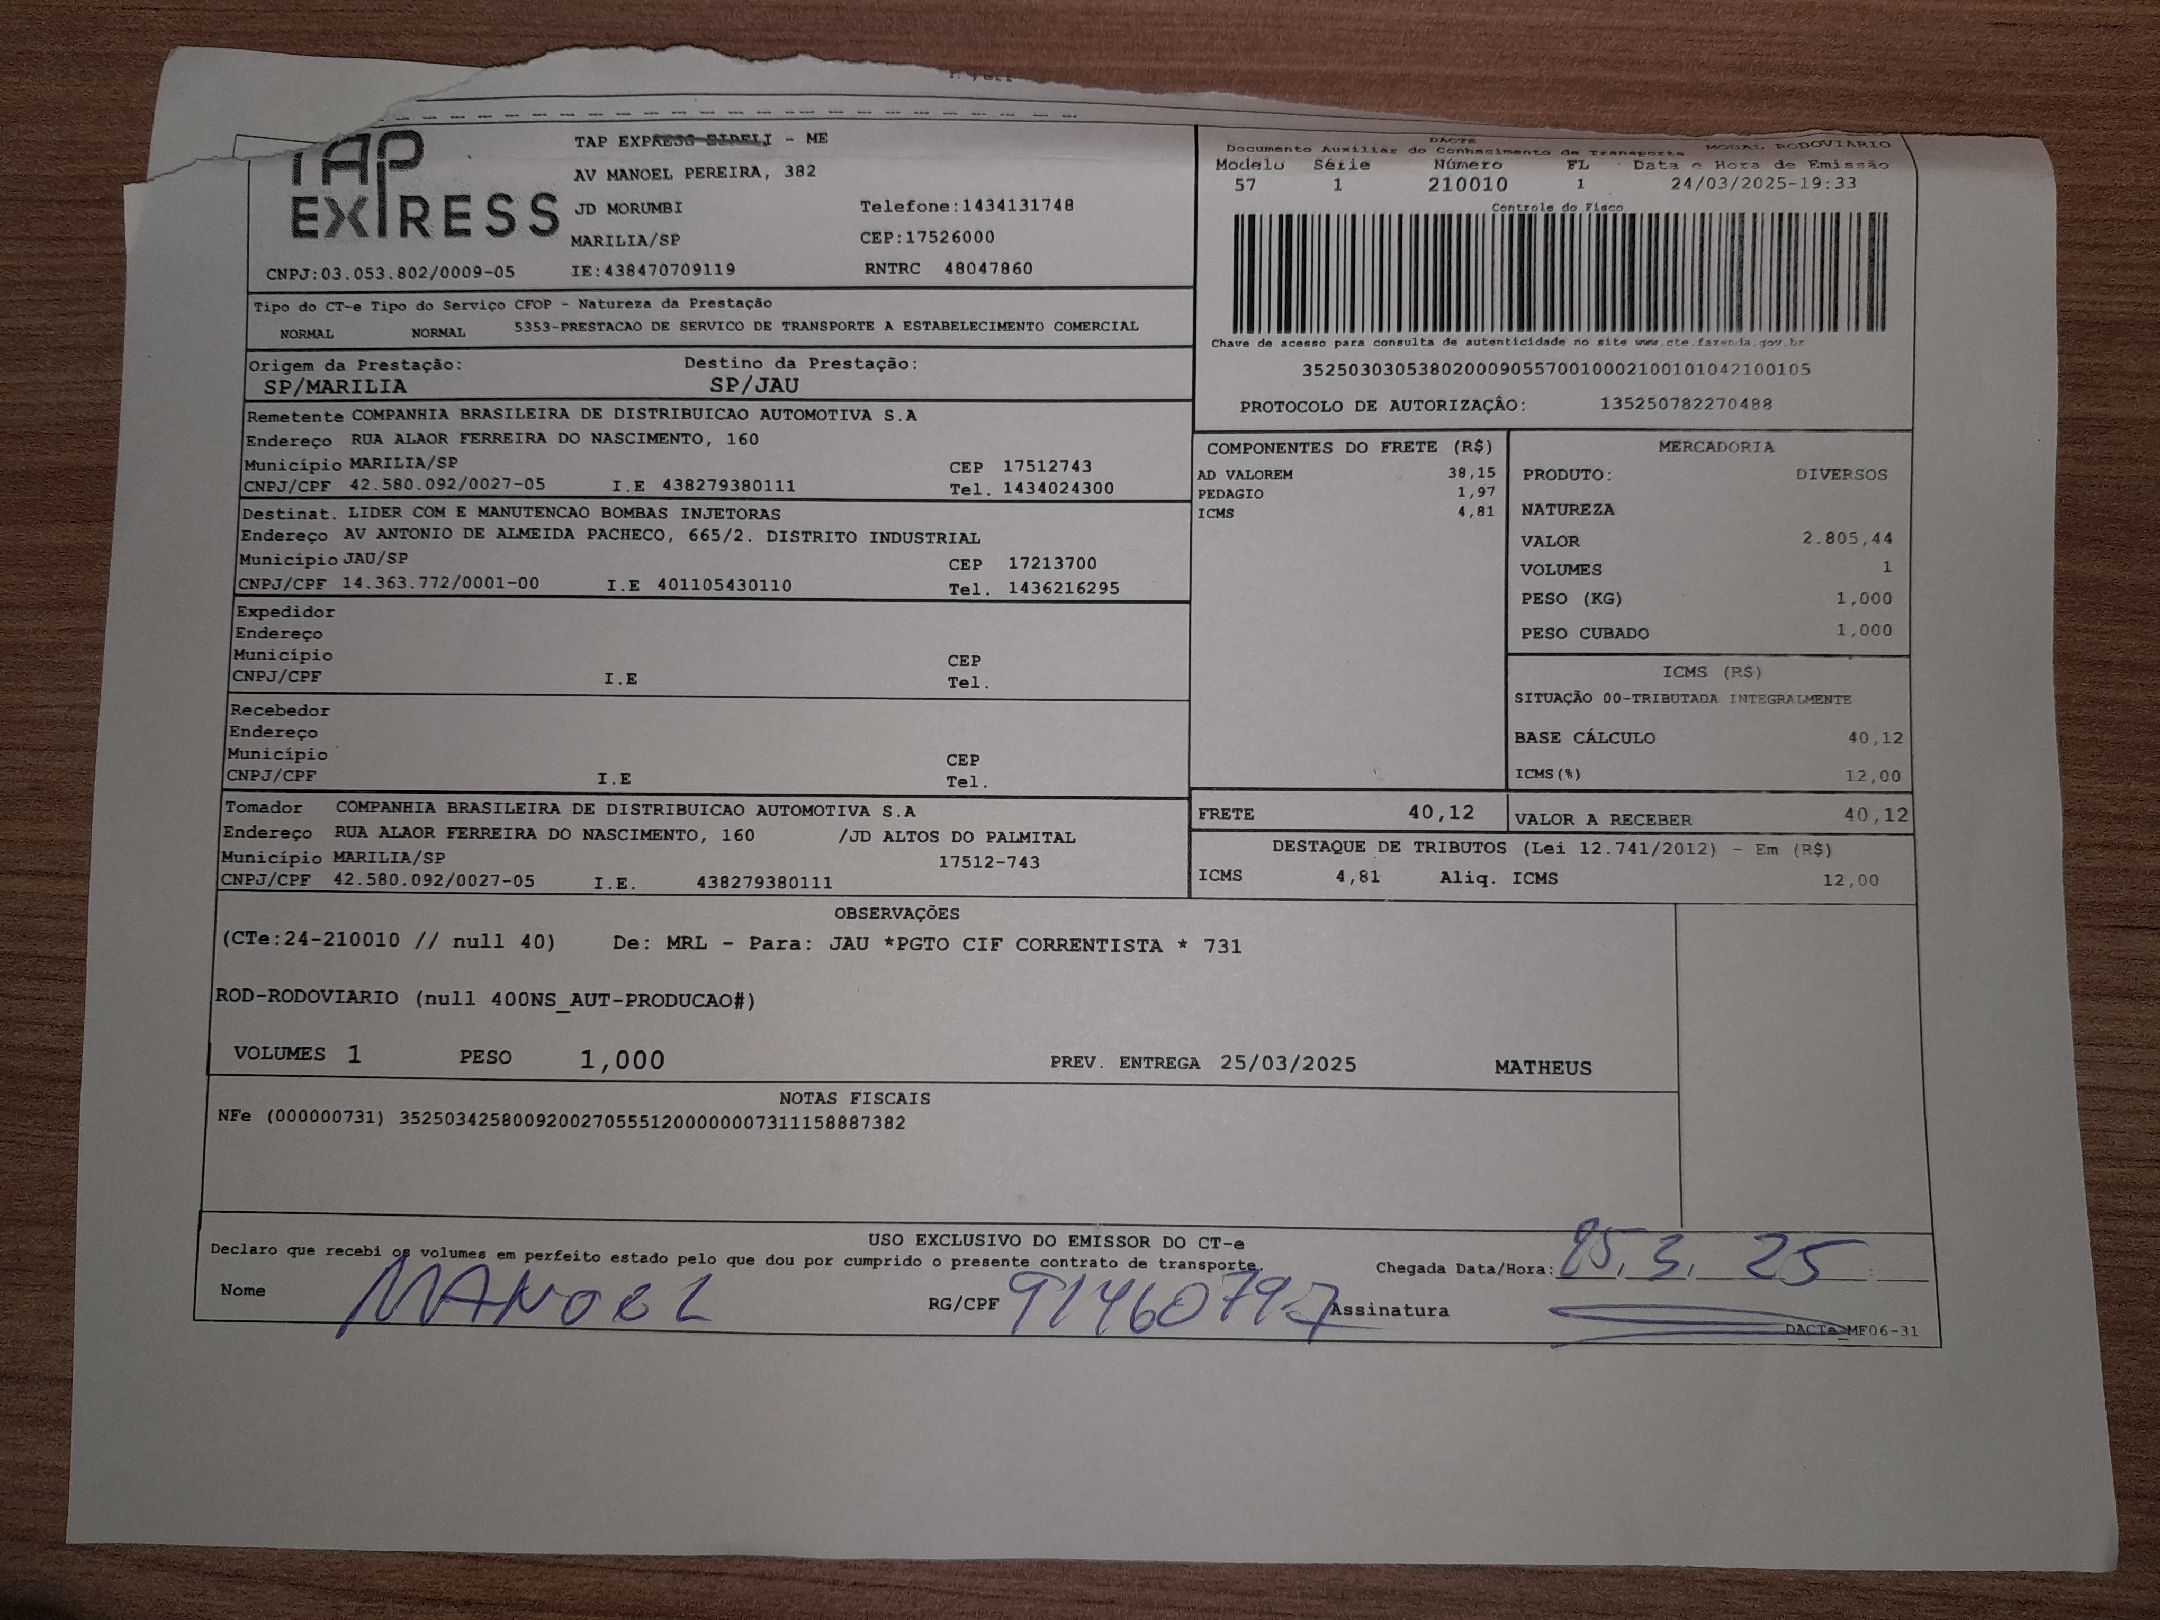 TAP EXPRESS
TAP EXPRESS EIRELI - ME
AV MANOEL PEREIRA, 382
JD MORUMBI Telefone:1434131748
MARILIA/SP CEP:17526000
CNPJ:03.053.802/0009-05 IE:438470709119 RNTRC 48047860
DACTE
Documento Auxiliar do Conhecimento de Transporte MODAL RODOVIARIO
Modelo Série Número FL Data e Hora de Emissão
57 1 210010 1 24/03/2025-19:33
Controle do Fisco
Chave de acesso para consulta de autenticidade no site www.cte.fazenda.gov.br
35250303053802000905570010002100101042100105
PROTOCOLO DE AUTORIZAÇÂO: 135250782270488
Tipo do CT-e Tipo do Serviço CFOP - Natureza da Prestação
NORMAL NORMAL 5353-PRESTACAO DE SERVICO DE TRANSPORTE A ESTABELECIMENTO COMERCIAL
Origem da Prestação: Destino da Prestação:
SP/MARILIA SP/JAU
Remetente COMPANHIA BRASILEIRA DE DISTRIBUICAO AUTOMOTIVA S.A
Endereço RUA ALAOR FERREIRA DO NASCIMENTO, 160
Município MARILIA/SP CEP 17512743
CNPJ/CPF 42.580.092/0027-05 I.E 438279380111 Tel. 1434024300
Destinat. LIDER COM E MANUTENCAO BOMBAS INJETORAS
Endereço AV ANTONIO DE ALMEIDA PACHECO, 665/2. DISTRITO INDUSTRIAL
Município JAU/SP CEP 17213700
CNPJ/CPF 14.363.772/0001-00 I.E 401105430110 Tel. 1436216295
Expedidor
Endereço
Município CEP
CNPJ/CPF I.E Tel.
Recebedor
Endereço
Município CEP
CNPJ/CPF I.E Tel.
Tomador COMPANHIA BRASILEIRA DE DISTRIBUICAO AUTOMOTIVA S.A
Endereço RUA ALAOR FERREIRA DO NASCIMENTO, 160 /JD ALTOS DO PALMITAL
Município MARILIA/SP 17512-743
CNPJ/CPF 42.580.092/0027-05 I.E. 438279380111
COMPONENTES DO FRETE (R$)
AD VALOREM 38,15
PEDAGIO 1,97
ICMS 4,81
MERCADORIA
PRODUTO: DIVERSOS
NATUREZA
VALOR 2.805,44
VOLUMES 1
PESO (KG) 1,000
PESO CUBADO 1,000
ICMS (R$)
SITUAÇÃO 00-TRIBUTADA INTEGRALMENTE
BASE CÁLCULO 40,12
ICMS(%) 12,00
FRETE 40,12 VALOR A RECEBER 40,12
DESTAQUE DE TRIBUTOS (Lei 12.741/2012) - Em (R$)
ICMS 4,81 Aliq. ICMS 12,00
OBSERVAÇÕES
(CTe:24-210010 // null 40) De: MRL - Para: JAU *PGTO CIF CORRENTISTA * 731
ROD-RODOVIARIO (null 400NS_AUT-PRODUCAO#)
VOLUMES 1 PESO 1,000 PREV. ENTREGA 25/03/2025 MATHEUS
NOTAS FISCAIS
NFe (000000731) 35250342580092002705551200000007311158887382
USO EXCLUSIVO DO EMISSOR DO CT-e
Declaro que recebi os volumes em perfeito estado pelo que dou por cumprido o presente contrato de transporte.
Chegada Data/Hora: 25, 3, 25
Nome MANOEL RG/CPF Assinatura
DACTe_MF06-31